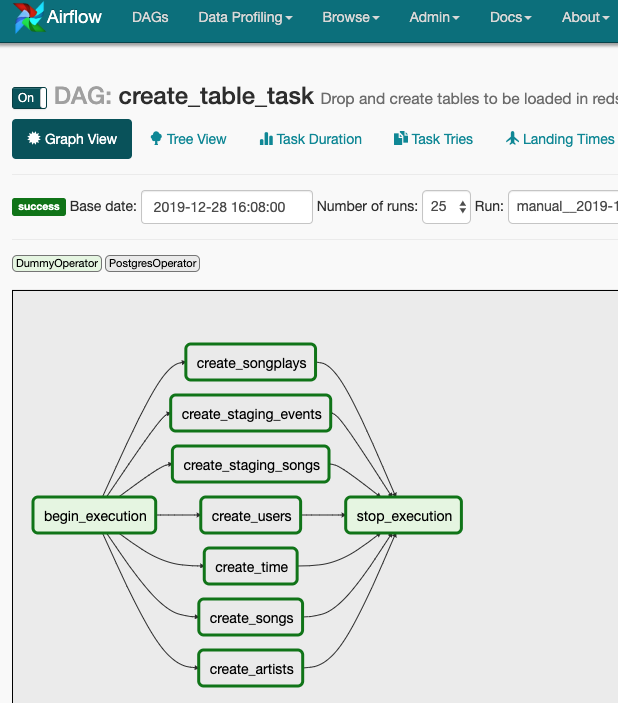 Airflow DAGs Data Profiling Browse Admin Docs About
On DAG: create_table_task Drop and create tables to be loaded in reds
Graph View Tree View Task Duration Task Tries Landing Times
success Base date: 2019-12-28 16:08:00 Number of runs: 25 Run: manual__2019-1
DummyOperator PostgresOperator
create_songplays
create_staging_events
create_staging_songs
begin_execution create_users stop_execution
create_time
create_songs
create_artists